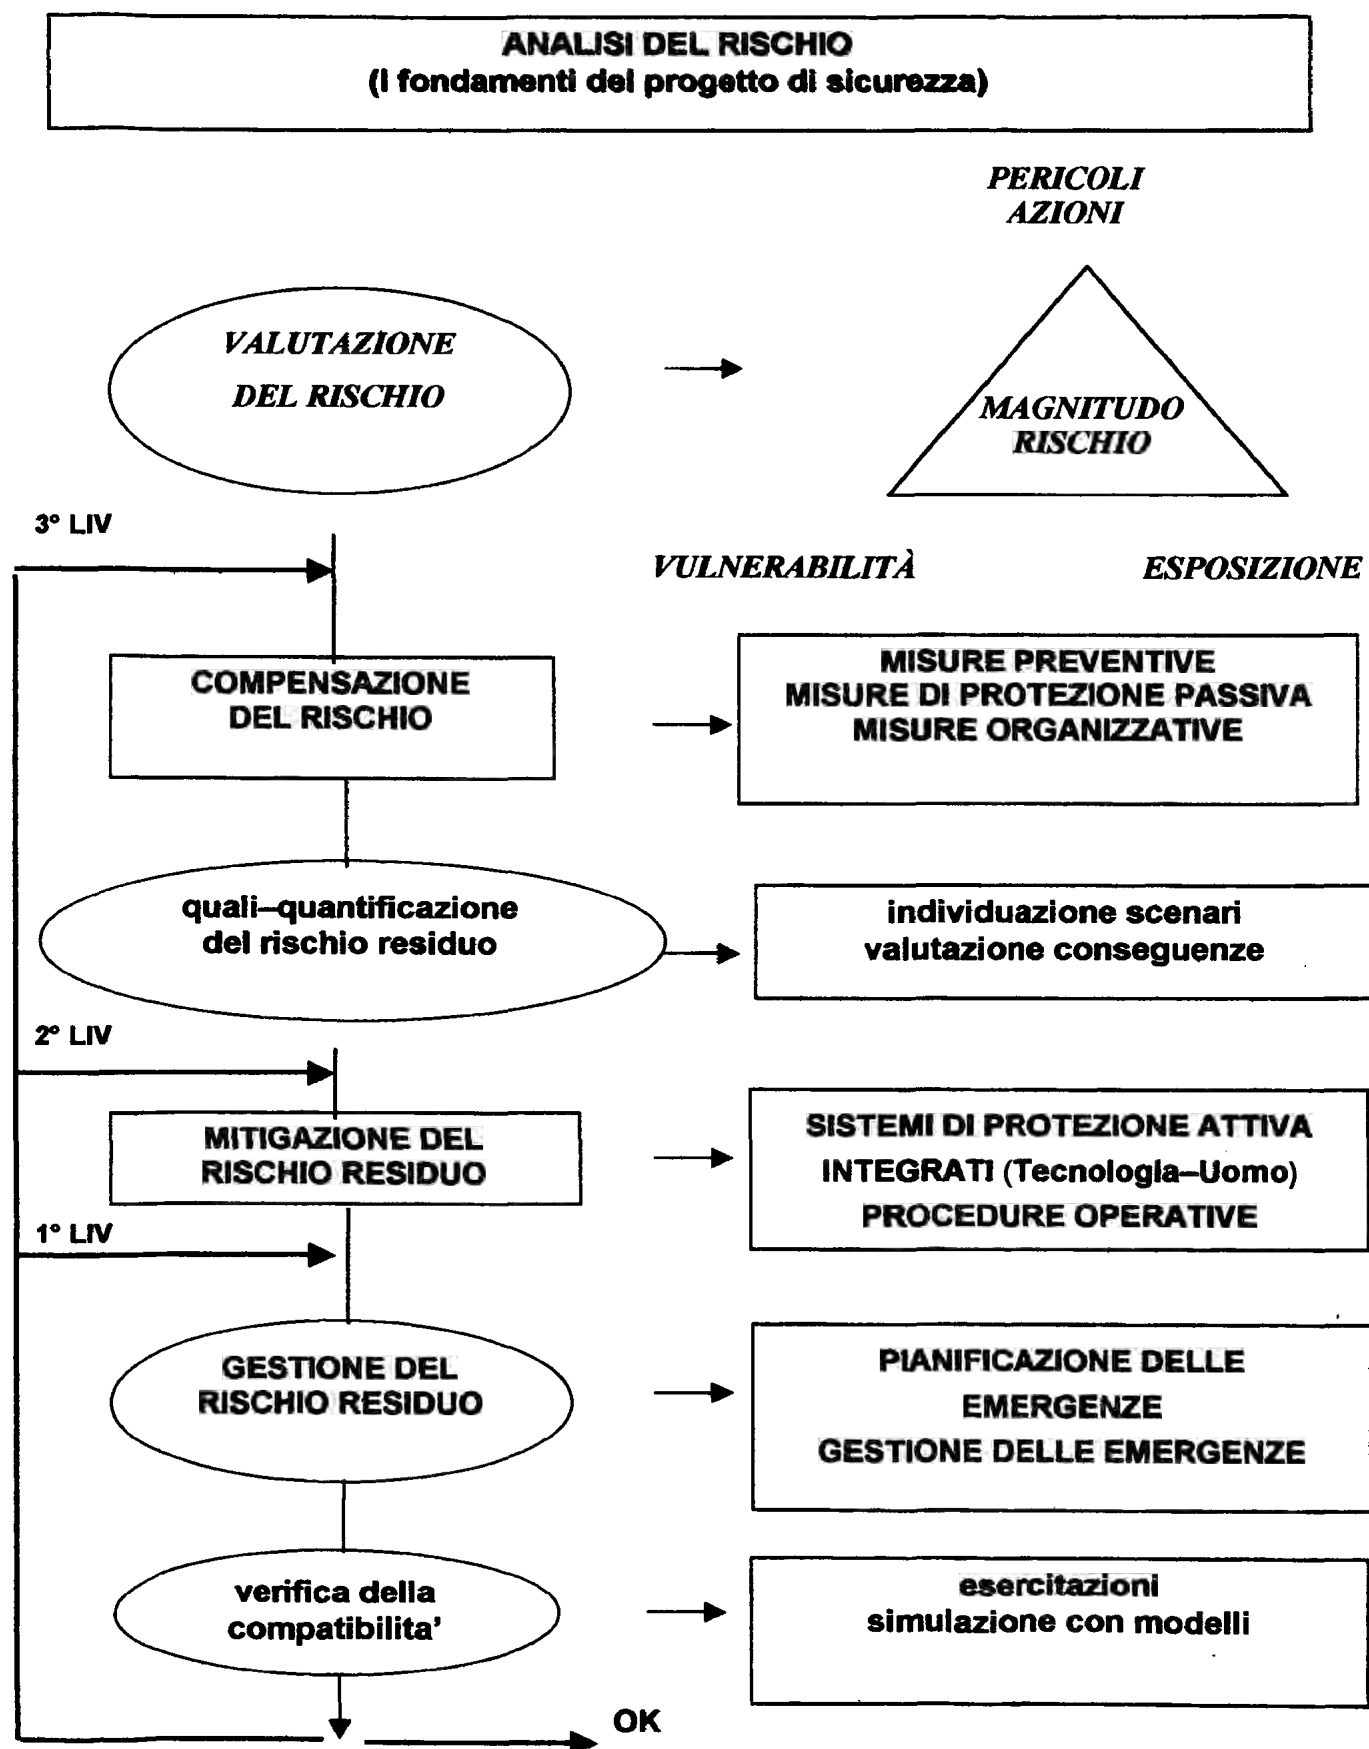 ANALISI DEL RISCHIO
(I fondamenti del progetto di sicurezza)
PERICOLI
AZIONI
VALUTAZIONE
DEL RISCHIO
MAGNITUDO
RISCHIO
3° LIV
VULNERABILITÀ
ESPOSIZIONE
COMPENSAZIONE
DEL RISCHIO
MISURE PREVENTIVE
MISURE DI PROTEZIONE PASSIVA
MISURE ORGANIZZATIVE
quali–quantificazione
del rischio residuo
individuazione scenari
valutazione conseguenze
2° LIV
MITIGAZIONE DEL
RISCHIO RESIDUO
SISTEMI DI PROTEZIONE ATTIVA
INTEGRATI (Tecnologia–Uomo)
PROCEDURE OPERATIVE
1° LIV
GESTIONE DEL
RISCHIO RESIDUO
PIANIFICAZIONE DELLE
EMERGENZE
GESTIONE DELLE EMERGENZE
verifica della
compatibilita'
esercitazioni
simulazione con modelli
OK